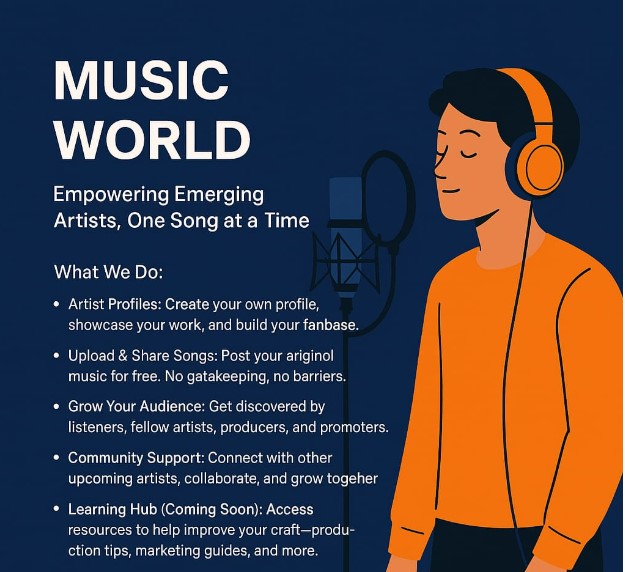 MUSIC
WORLD
Empowering Emerging
Artists, One Song at a Time
What We Do:
• Artist Profiles: Create your own profile,
showcase your work, and build your fanbase.
• Upload & Share Songs: Post your ariginol
music for free. No gatakeeping, no barriers.
• Grow Your Audience: Get discovered by
listeners, fellow artists, producers, and promoters.
• Community Support: Connect with other
upcoming artists, collaborate, and grow togeher
• Learning Hub (Coming Soon): Access
resources to help improve your craft—produ-
ction tips, marketing guides, and more.